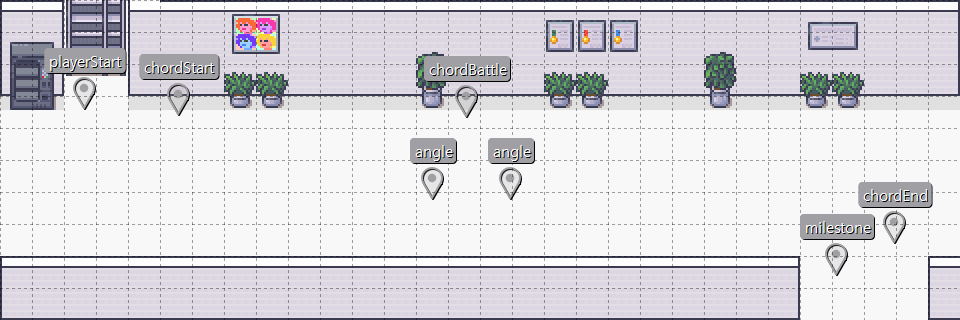 playerStart
chordStart
chordBattle
angle
angle
chordEnd
milestone